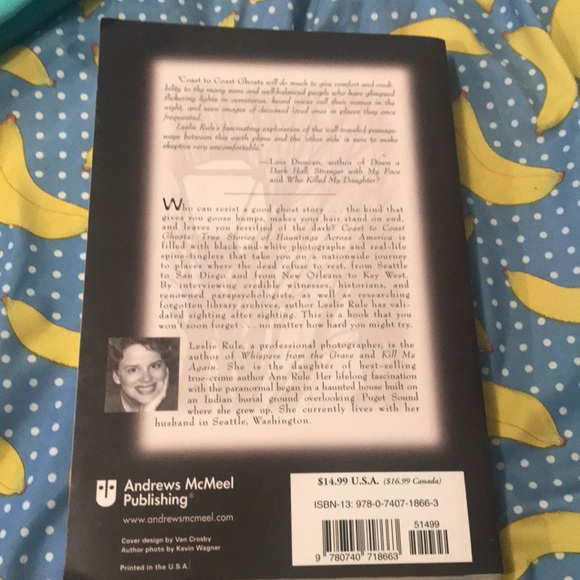 "Coast to Coast Ghosts will do much to give comfort and credi-
bility to the many sane and well-balanced people who have glimpsed
flickering lights in cemeteries, heard voices call their names in the
night, and seen images of deceased loved ones in places they once
frequented.
Leslie Rule's fascinating exploration of the well-traveled passage-
ways between this earth plane and the 'other side' is sure to make
skeptics very uncomfortable."
—Lois Duncan, author of Down a
Dark Hall, Stranger with My Face
and Who Killed My Daughter?
Who can resist a good ghost story . . . the kind that
gives you goose bumps, makes your hair stand on end,
and leaves you terrified of the dark? Coast to Coast
Ghosts: True Stories of Hauntings Across America is
filled with black-and-white photographs and real-life
spine-tinglers that take you on a nationwide journey
to places where the dead refuse to rest, from Seattle
to San Diego and from New Orleans to Key West.
By interviewing credible witnesses, historians, and
renowned parapsychologists, as well as researching
forgotten library archives, author Leslie Rule has vali-
dated sighting after sighting. This is a book that you
won't soon forget . . . no matter how hard you might try.
Leslie Rule, a professional photographer, is the
author of Whispers from the Grave and Kill Me
Again. She is the daughter of best-selling
true-crime author Ann Rule. Her lifelong fascination
with the paranormal began in a haunted house built on
an Indian burial ground overlooking Puget Sound
where she grew up. She currently lives with her
husband in Seattle, Washington.
Andrews McMeel
Publishing®
www.andrewsmcmeel.com
Cover design by Van Crosby
Author photo by Kevin Wagner
Printed in the U.S.A.
$14.99 U.S.A. ($16.99 Canada)
ISBN-13: 978-0-7407-1866-3
51499
9 780740 718663